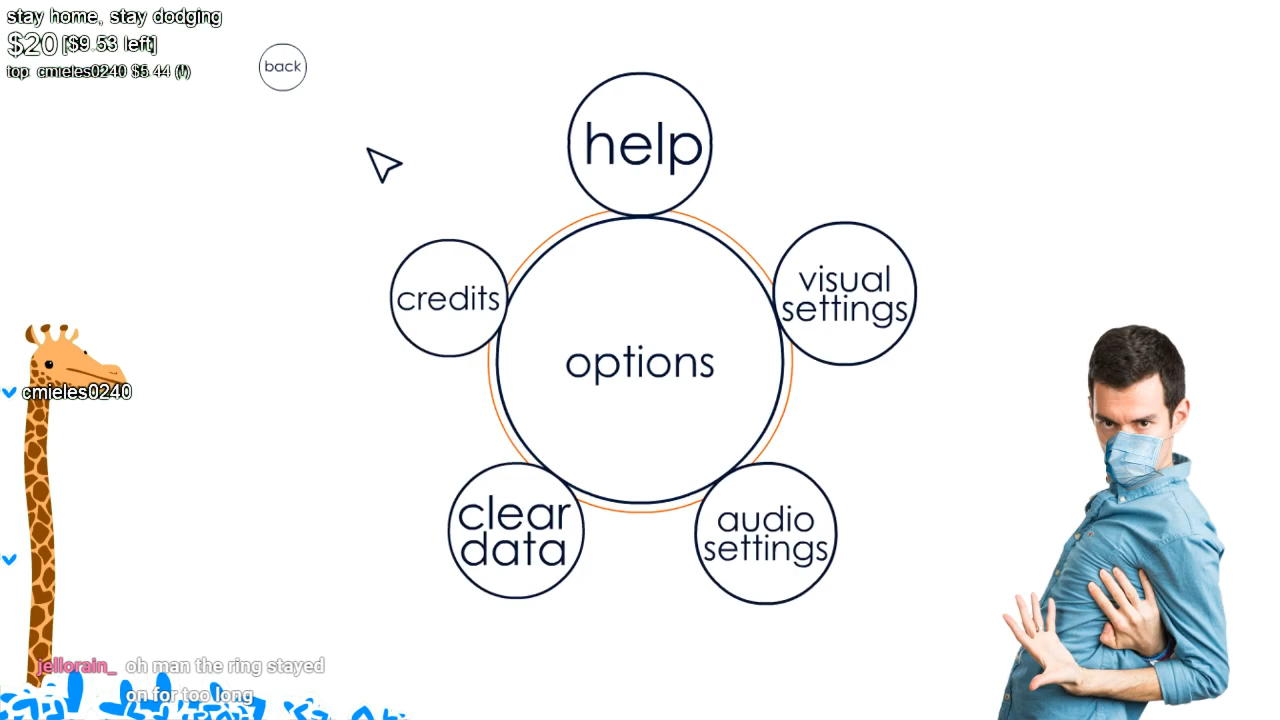 stay home, stay dodging
$20 [$9.53 left]
top: cmieles0240 $5.44 (!)
back
help
credits
visual
settings
options
cmieles0240
clear
data
audio
settings
jellorain_ oh man the ring stayed
on for too long